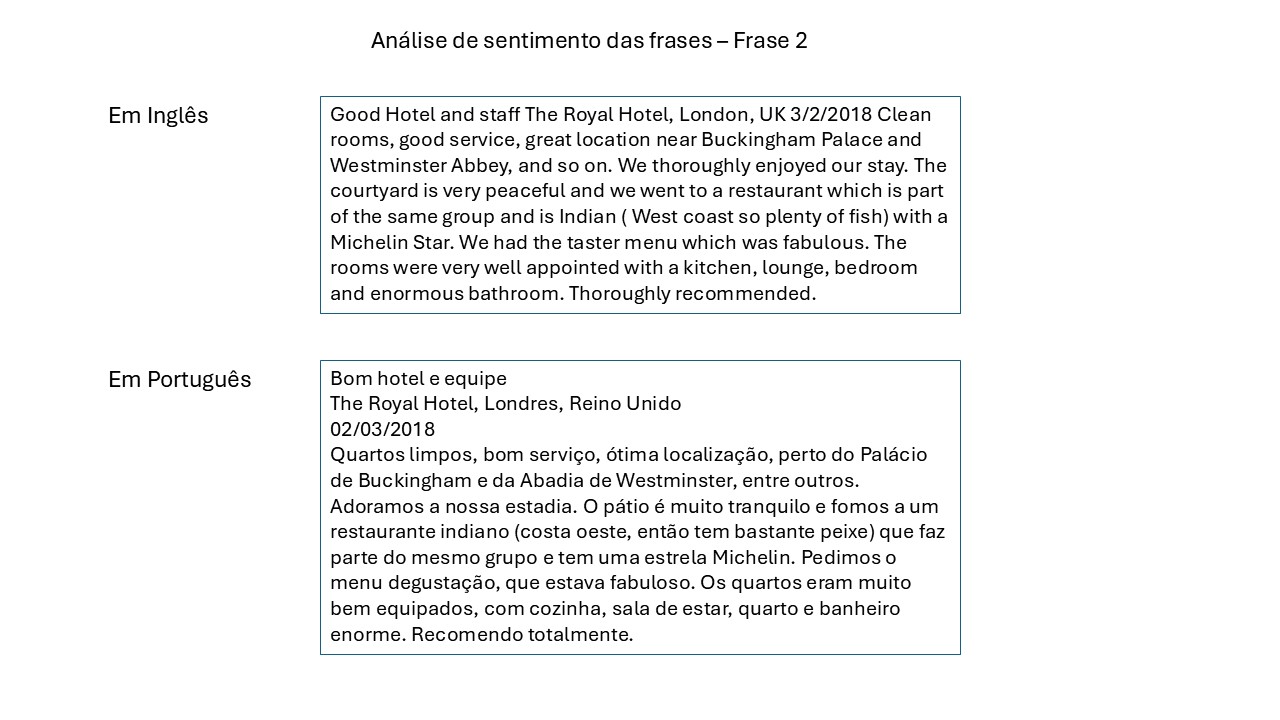 Análise de sentimento das frases – Frase 2
Em Inglês
Good Hotel and staff The Royal Hotel, London, UK 3/2/2018 Clean
rooms, good service, great location near Buckingham Palace and
Westminster Abbey, and so on. We thoroughly enjoyed our stay. The
courtyard is very peaceful and we went to a restaurant which is part
of the same group and is Indian ( West coast so plenty of fish) with a
Michelin Star. We had the taster menu which was fabulous. The
rooms were very well appointed with a kitchen, lounge, bedroom
and enormous bathroom. Thoroughly recommended.
Em Português
Bom hotel e equipe
The Royal Hotel, Londres, Reino Unido
02/03/2018
Quartos limpos, bom serviço, ótima localização, perto do Palácio
de Buckingham e da Abadia de Westminster, entre outros.
Adoramos a nossa estadia. O pátio é muito tranquilo e fomos a um
restaurante indiano (costa oeste, então tem bastante peixe) que faz
parte do mesmo grupo e tem uma estrela Michelin. Pedimos o
menu degustação, que estava fabuloso. Os quartos eram muito
bem equipados, com cozinha, sala de estar, quarto e banheiro
enorme. Recomendo totalmente.